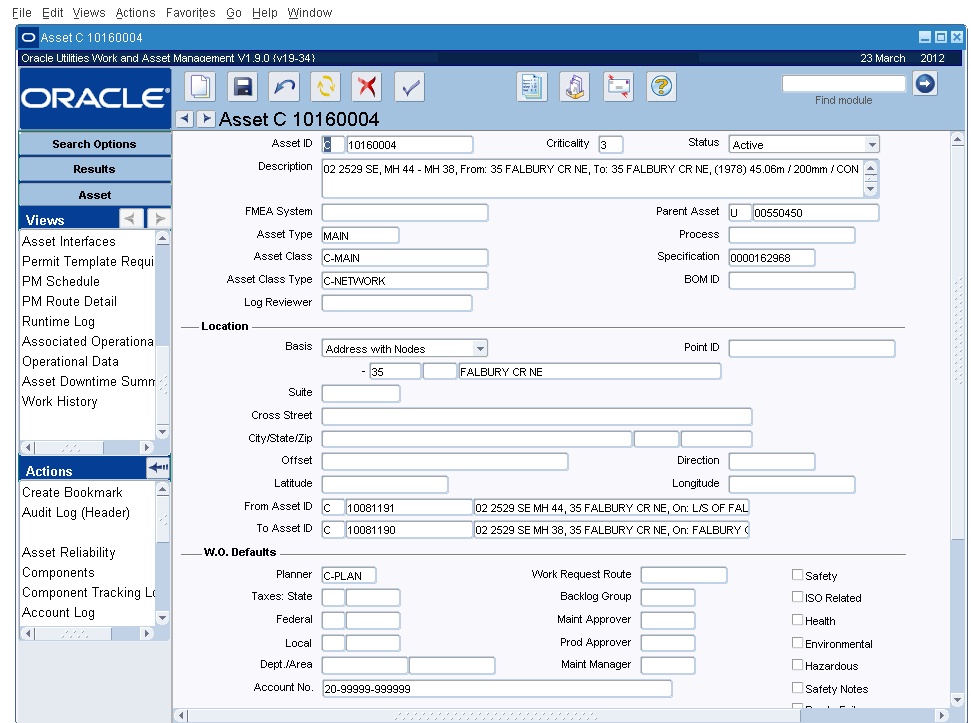 File Edit Views Actions Favorites Go Help Window
Asset C 10160004
Oracle Utilities Work and Asset Management V1.9.0 {v19-34} 23 March 2012
ORACLE
Find module
Asset C 10160004
Search Options
Results
Asset
Views
Asset Interfaces
Permit Template Requi
PM Schedule
PM Route Detail
Runtime Log
Associated Operationa
Operational Data
Asset Downtime Summ
Work History
Actions
Create Bookmark
Audit Log (Header)
Asset Reliability
Components
Component Tracking Lo
Account Log
Asset ID C 10160004 Criticality 3 Status Active
Description 02 2529 SE, MH 44 - MH 38, From: 35 FALBURY CR NE, To: 35 FALBURY CR NE, (1978) 45.06m / 200mm / CON
FMEA System Parent Asset U 00550450
Asset Type MAIN Process
Asset Class C-MAIN Specification 0000162968
Asset Class Type C-NETWORK BOM ID
Log Reviewer
Location
Basis Address with Nodes Point ID
- 35 FALBURY CR NE
Suite
Cross Street
City/State/Zip
Offset Direction
Latitude Longitude
From Asset ID C 10081191 02 2529 SE MH 44, 35 FALBURY CR NE, On: L/S OF FAL
To Asset ID C 10081190 02 2529 SE MH 38, 35 FALBURY CR NE, On: FALBURY C
W.O. Defaults
Planner C-PLAN Work Request Route Safety
Taxes: State Backlog Group ISO Related
Federal Maint Approver Health
Local Prod Approver Environmental
Dept./Area Maint Manager Hazardous
Account No. 20-99999-999999 Safety Notes